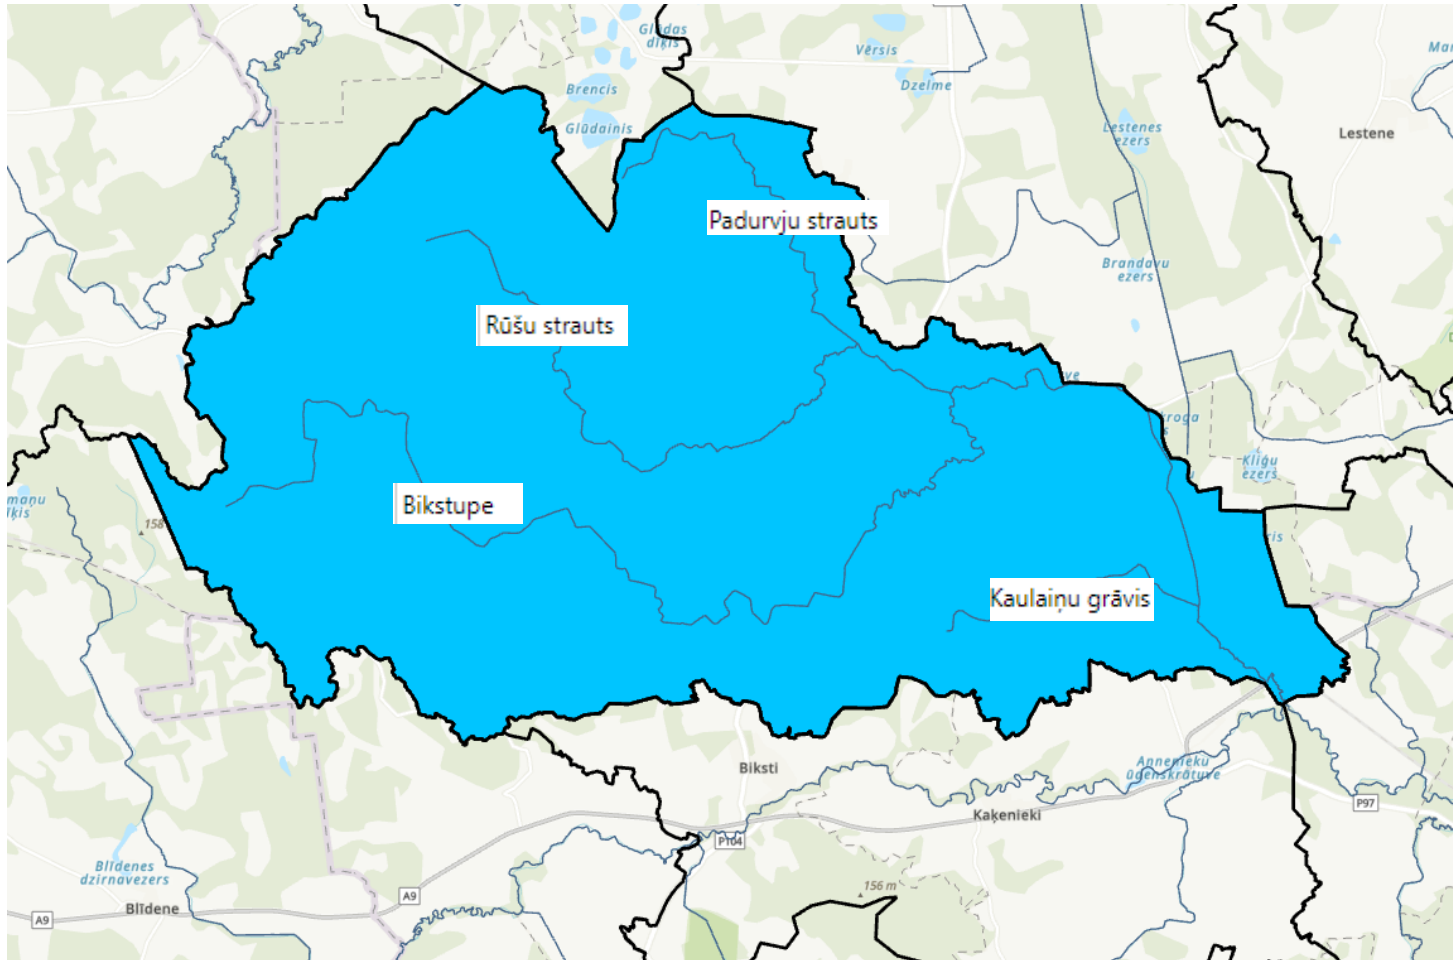 Glūdas
dīķis
Vērsis
Dzelme
Brencis
Glūdainis
Lestenes
ezers
Lestene
Padurvju strauts
Brandavu
ezers
Rūšu strauts
Kliģu
ezers
Bikstupe
158
Kaulaiņu grāvis
Biksti
Annenieku
ūdenskrātuve
Kaķenieki
P97
P104
Blīdenes
dzirnavezers
156 m
A9
Blīdene
A9